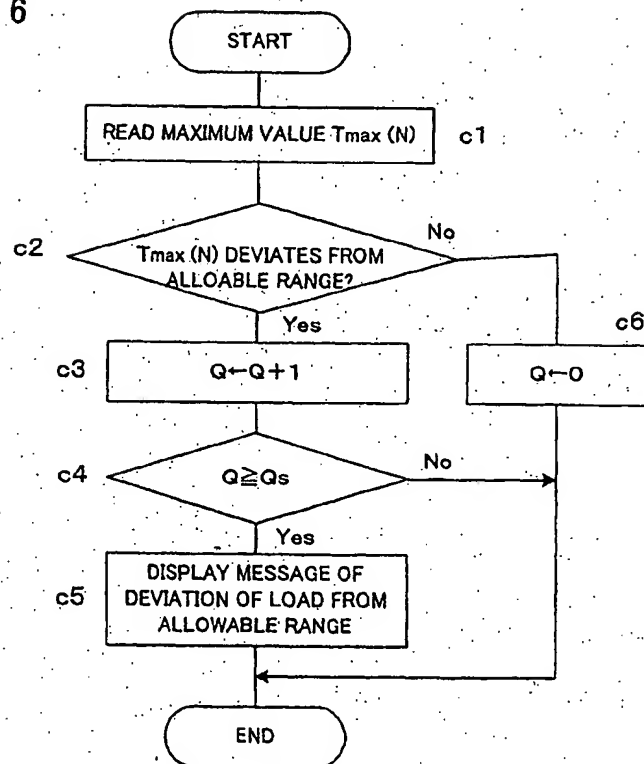 6
START
READ MAXIMUM VALUE Tmax (N)
c1
c2
No
Tmax (N) DEVIATES FROM
ALLOABLE RANGE?
Yes
c6
c3
Q←Q+1
Q←0
c4
Q≧Qs
No
Yes
c5
DISPLAY MESSAGE OF
DEVIATION OF LOAD FROM
ALLOWABLE RANGE
END